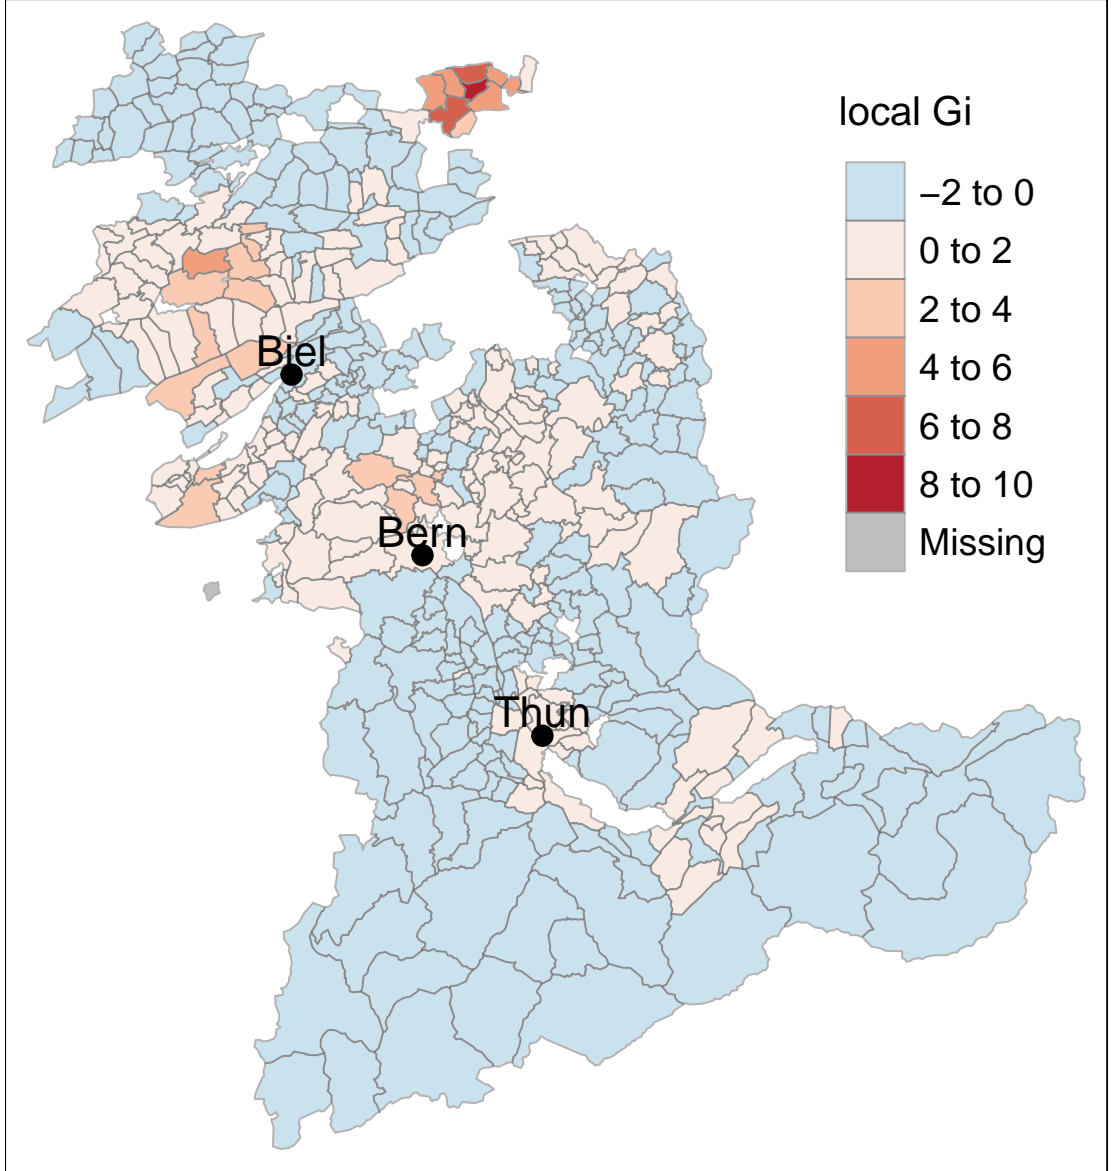 local Gi
−2 to 0
0 to 2
2 to 4
4 to 6
6 to 8
8 to 10
Missing
Biel
Bern
Thun